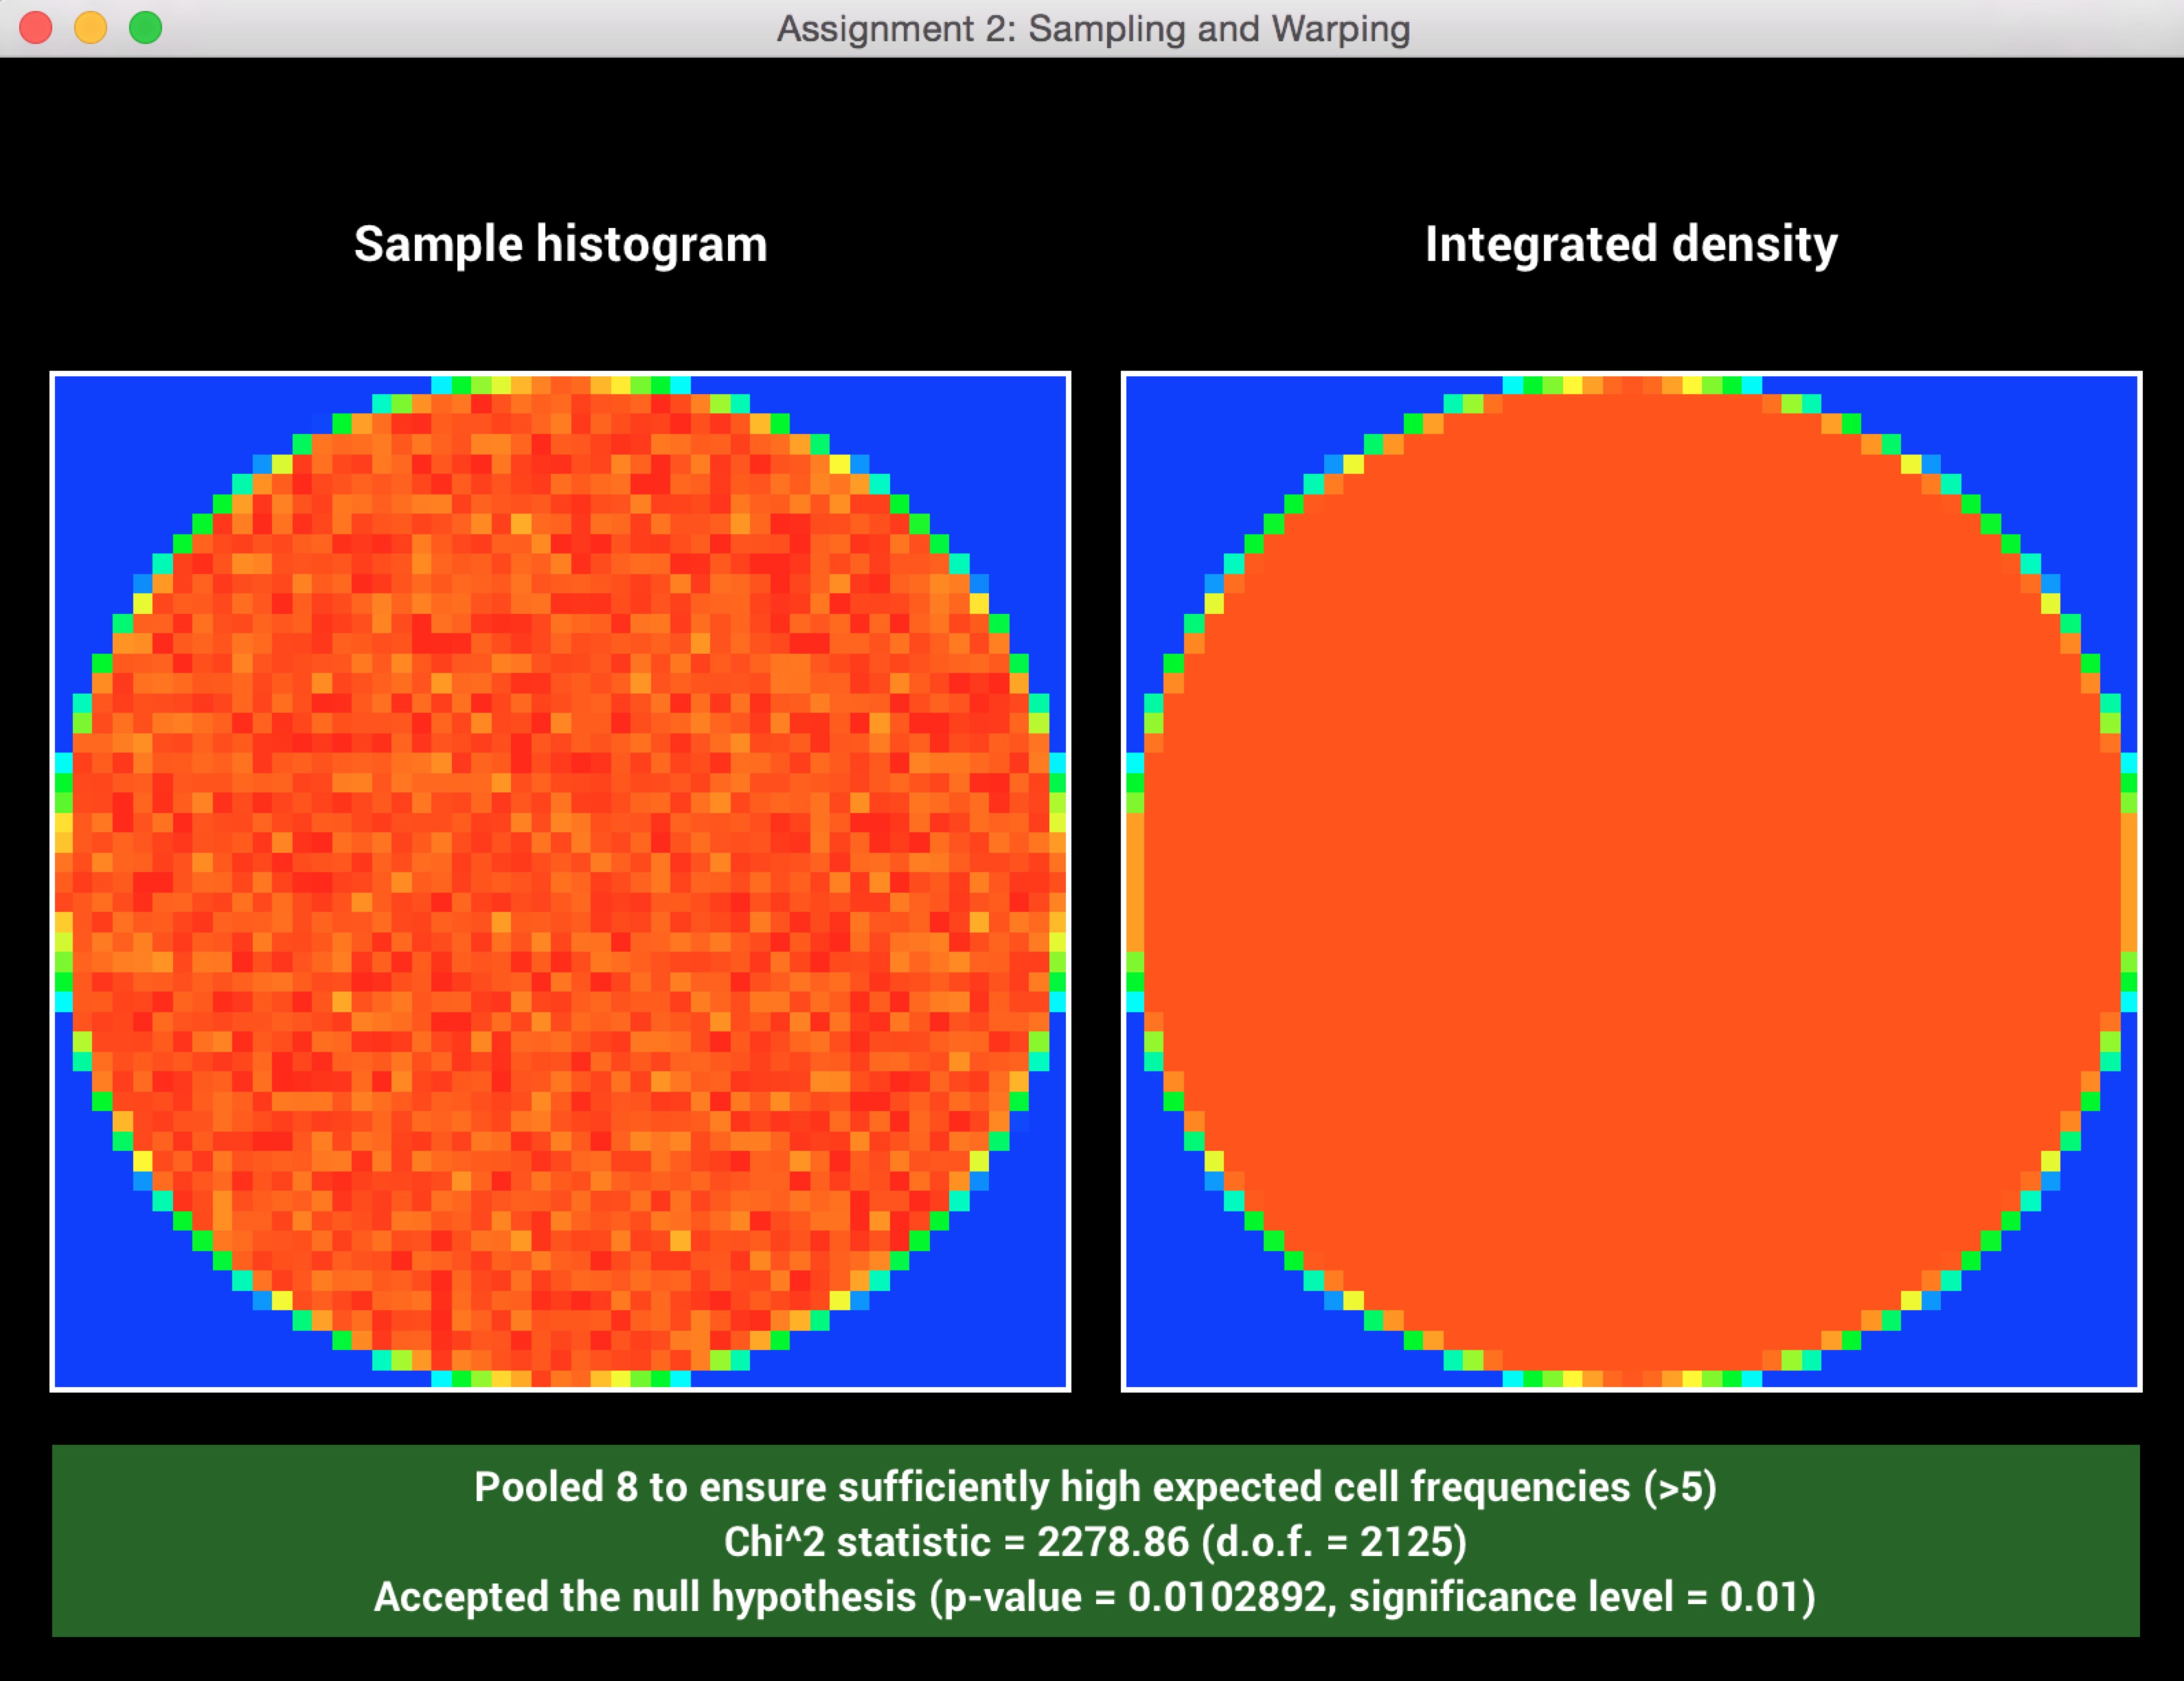 Assignment 2: Sampling and Warping
Sample histogram
Integrated density
Pooled 8 to ensure sufficiently high expected cell frequencies (>5)
Chi^2 statistic = 2278.86 (d.o.f. = 2125)
Accepted the null hypothesis (p-value = 0.0102892, significance level = 0.01)